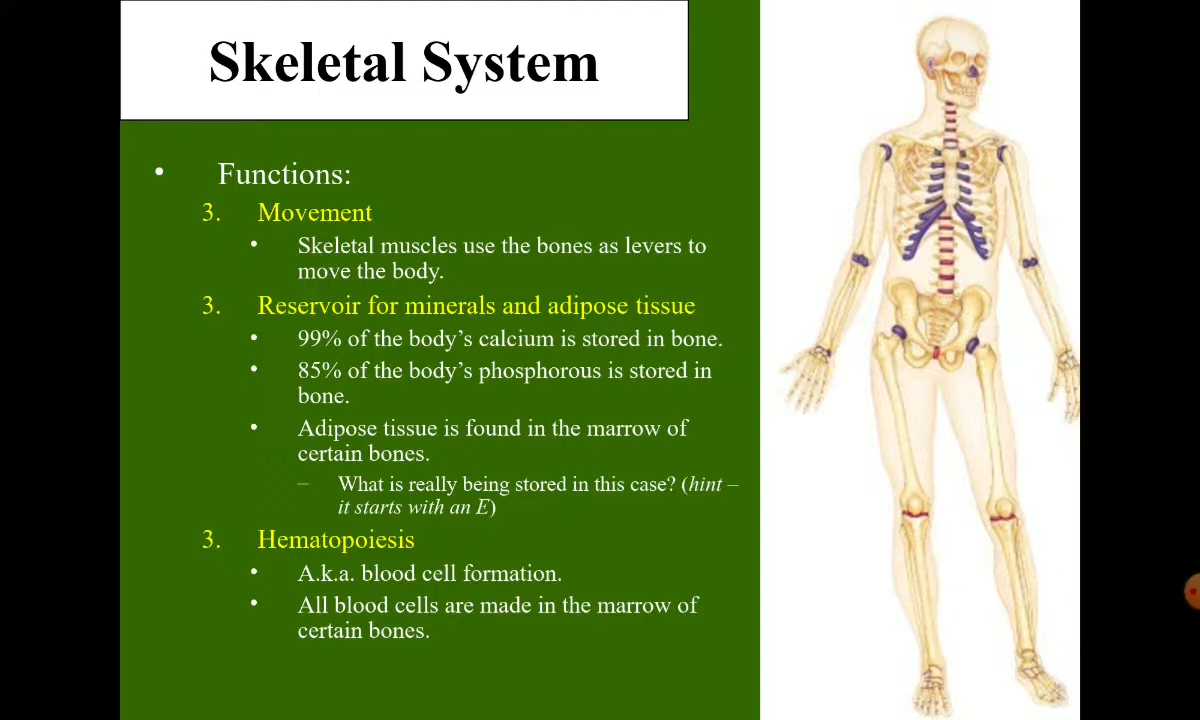 Skeletal System
• Functions:
3. Movement
• Skeletal muscles use the bones as levers to
move the body.
3. Reservoir for minerals and adipose tissue
• 99% of the body’s calcium is stored in bone.
• 85% of the body’s phosphorous is stored in
bone.
• Adipose tissue is found in the marrow of
certain bones.
– What is really being stored in this case? (hint –
it starts with an E)
3. Hematopoiesis
• A.k.a. blood cell formation.
• All blood cells are made in the marrow of
certain bones.